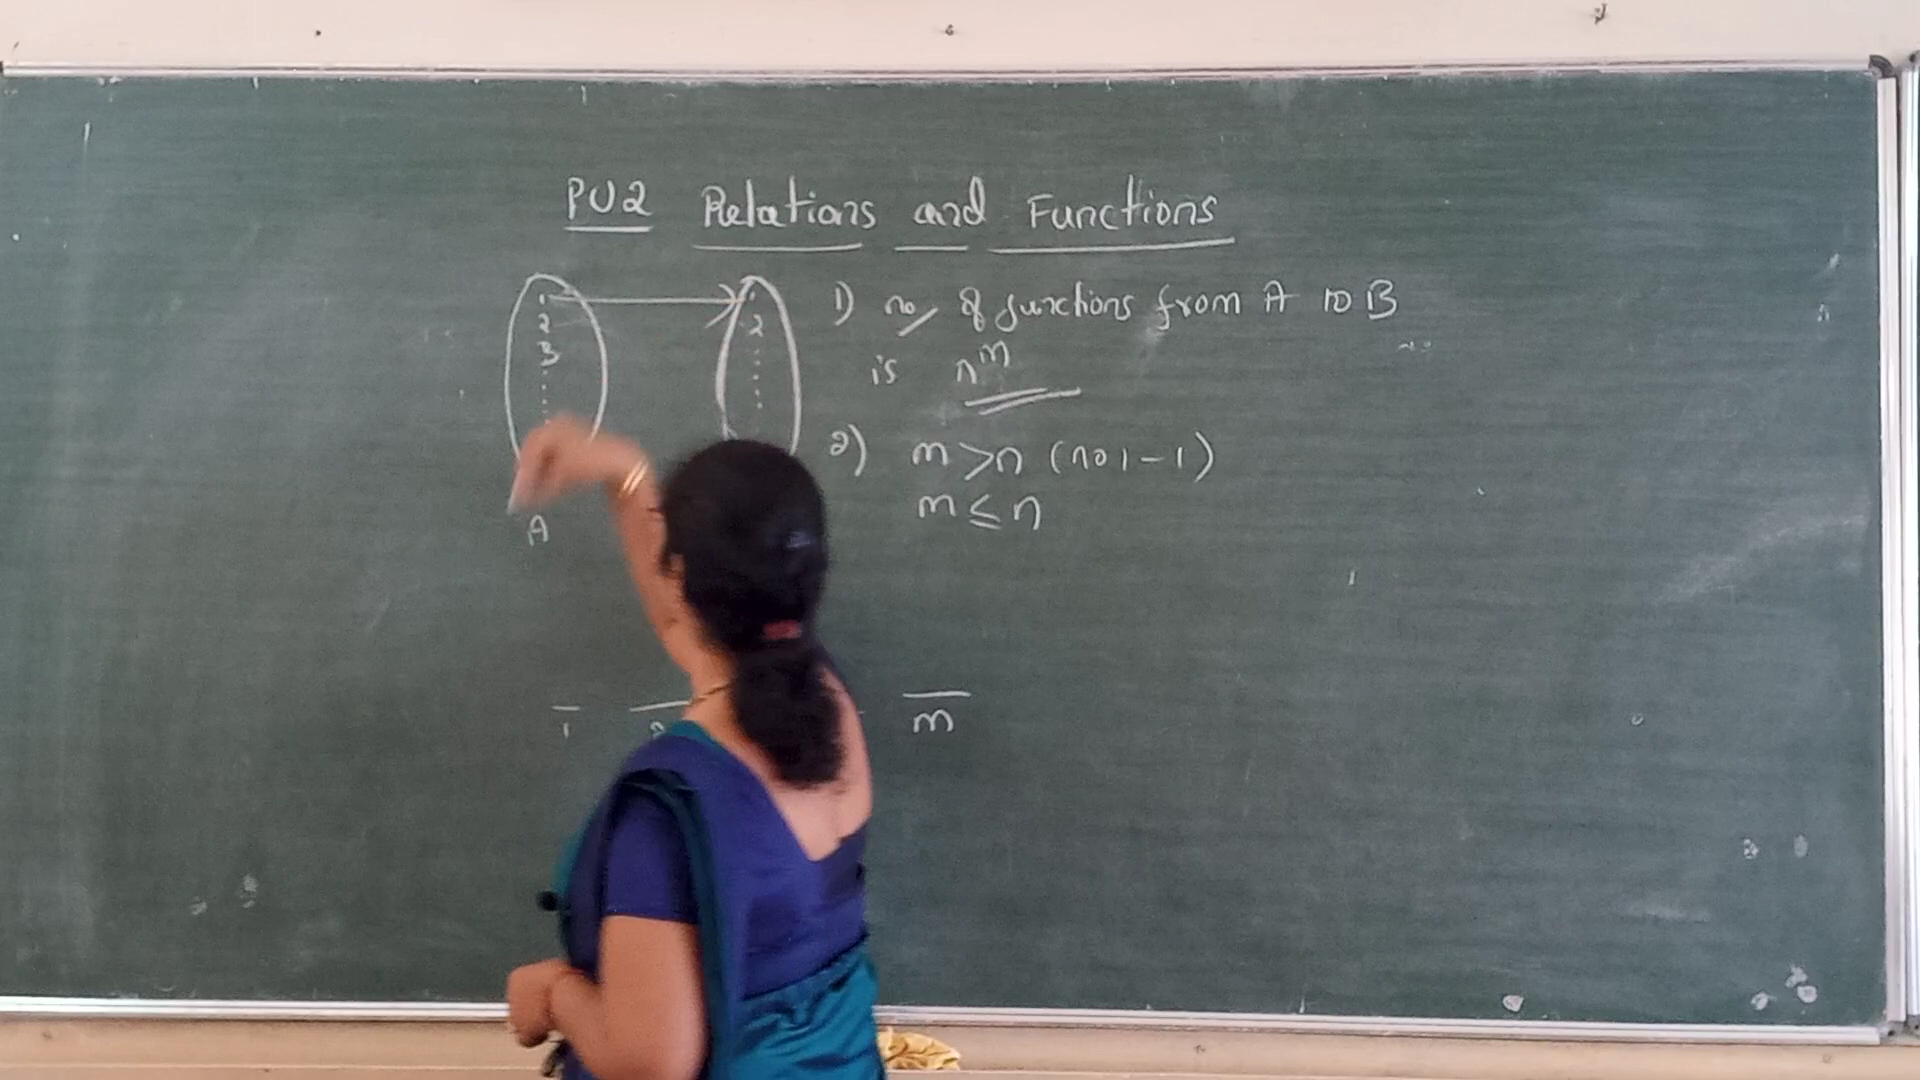 PU2 Relations and Functions
1) no/ of functions from A to B
is n^m
2) m>n (no 1-1)
m≤n
2 2
3
A
1 m